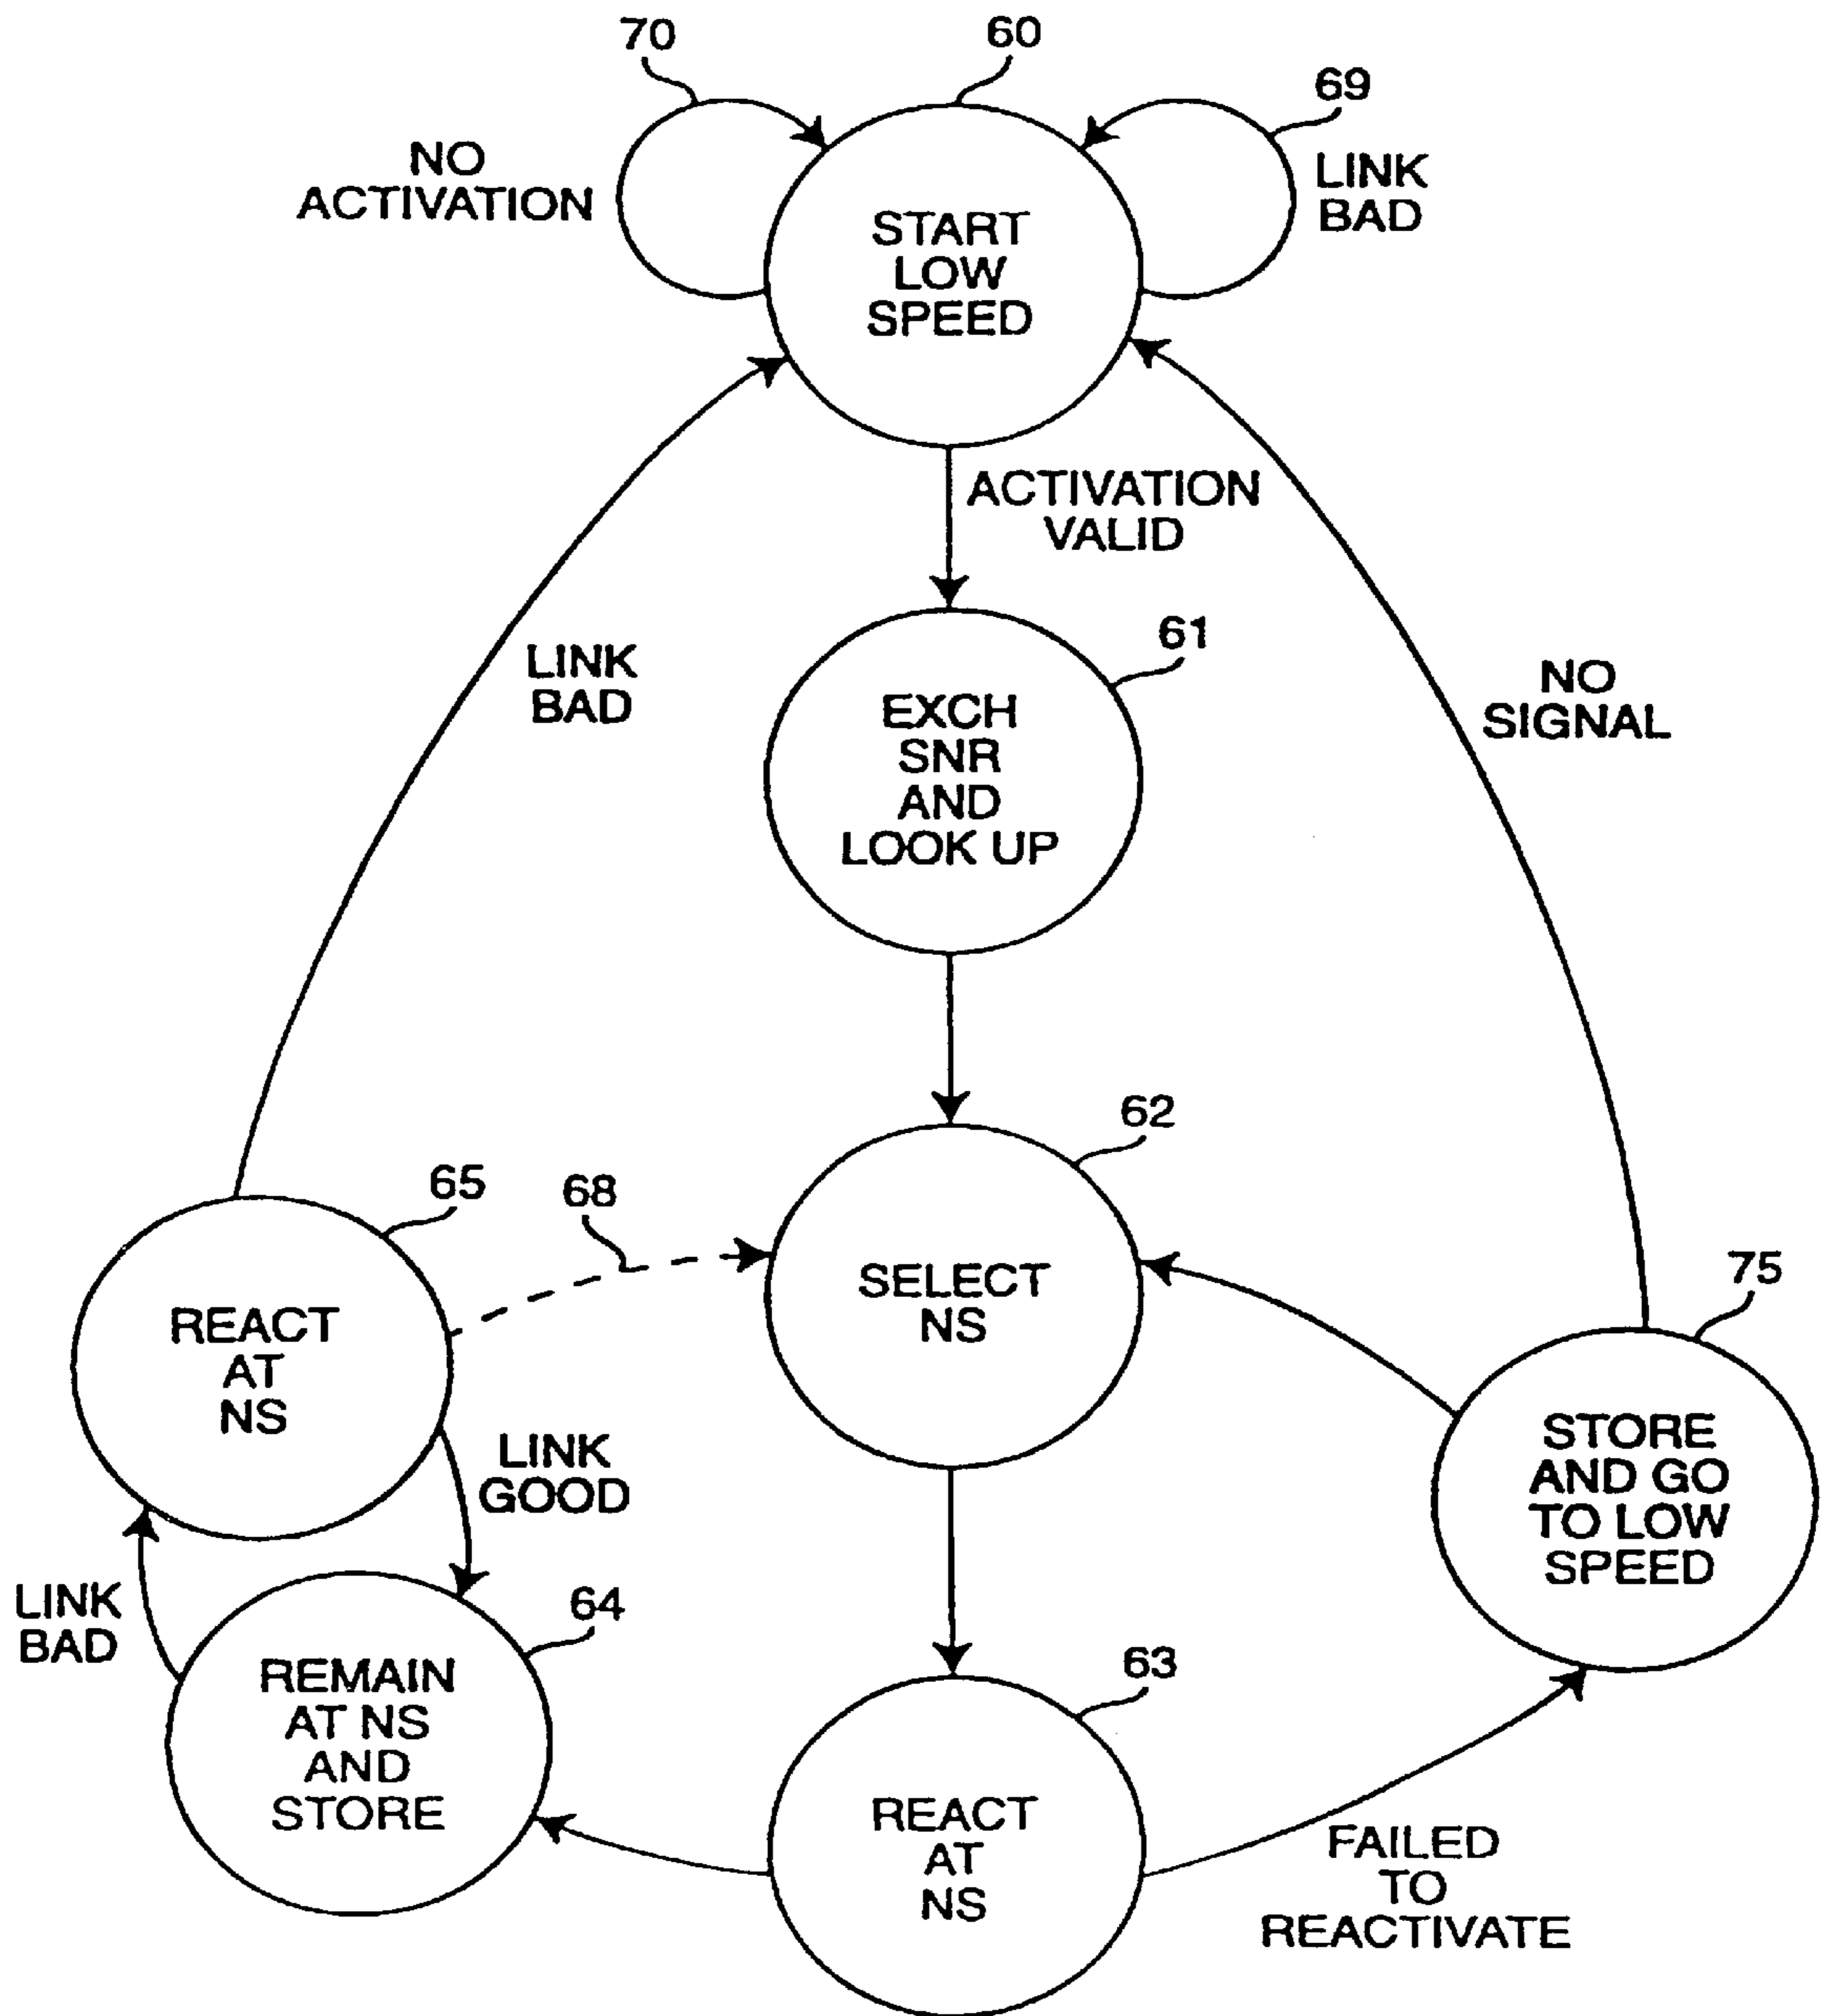 70
60
69
NO
ACTIVATION
LINK
BAD
START
LOW
SPEED
ACTIVATION
VALID
61
LINK
BAD
EXCH
SNR
AND
LOOK UP
NO
SIGNAL
62
65
68
75
REACT
AT
NS
SELECT
NS
LINK
GOOD
STORE
AND GO
TO LOW
SPEED
LINK
BAD
64
63
REMAIN
AT NS
AND
STORE
REACT
AT
NS
FAILED
TO
REACTIVATE